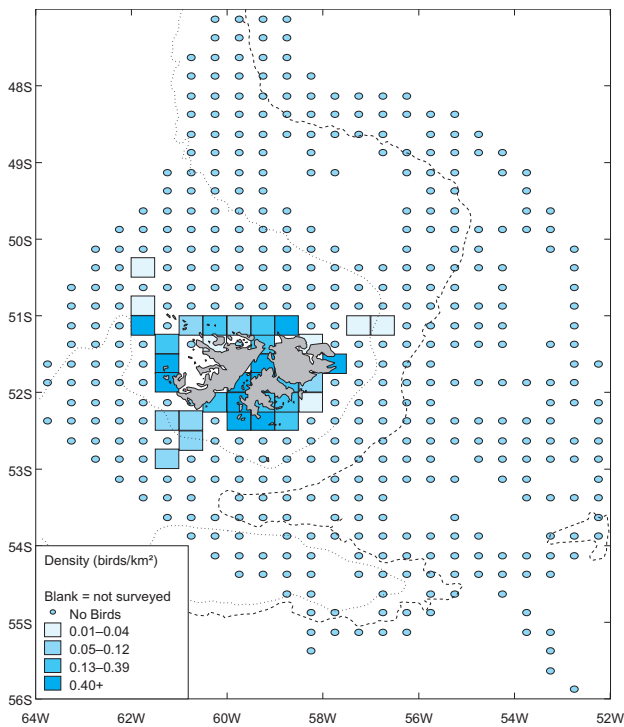 48S
49S
50S
51S
52S
53S
54S
55S
56S
Density (birds/km²)
Blank = not surveyed
No Birds
0.01–0.04
0.05–0.12
0.13–0.39
0.40+
64W 62W 60W 58W 56W 54W 52W